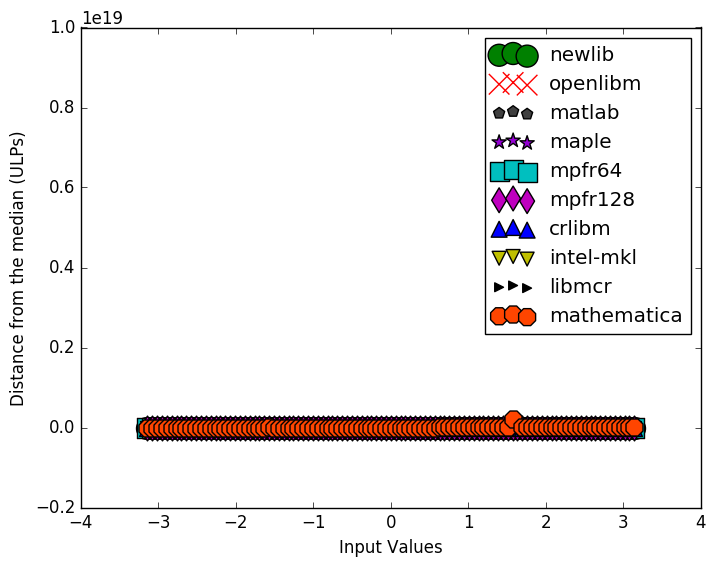 1e19
1.0
0.8
0.6
0.4
0.2
0.0
−0.2
−4
−3
−2
−1
0
1
2
3
4
Distance from the median (ULPs)
Input Values
newlib
openlibm
matlab
maple
mpfr64
mpfr128
crlibm
intel-mkl
libmcr
mathematica